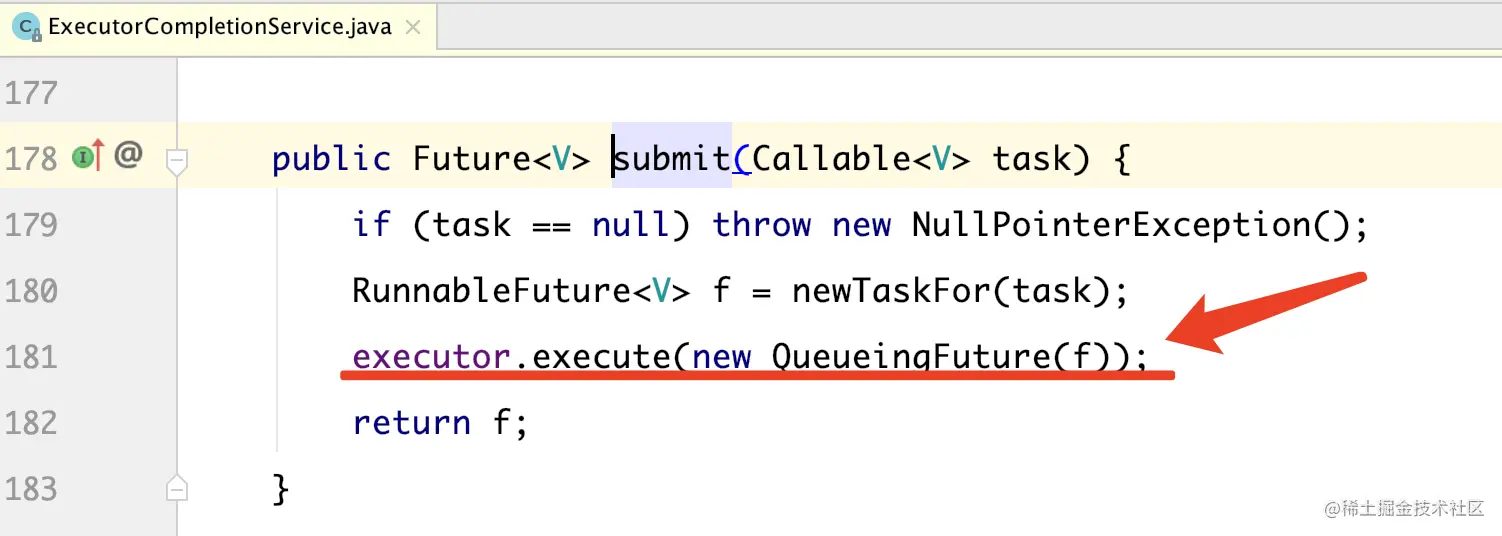 ExecutorCompletionService.java
177
178 public Future<V> submit(Callable<V> task) {
179 if (task == null) throw new NullPointerException();
180 RunnableFuture<V> f = newTaskFor(task);
181 executor.execute(new QueueingFuture(f));
182 return f;
183 }
@稀土掘金技术社区